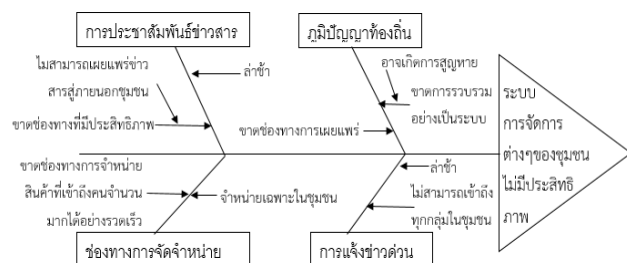 การประชาสัมพันธ์ข่าวสาร
ภูมิปัญญาท้องถิ่น
ไม่สามารถเผยแพร่ข่าว
สารสู่ภายนอกชุมชน
ล่าช้า
ขาดช่องทางที่มีประสิทธิภาพ
อาจเกิดการสูญหาย
ขาดการรวบรวม
อย่างเป็นระบบ
ขาดช่องทางการเผยแพร่
ระบบ
การจัดการ
ต่างๆของชุมชน
ไม่มีประสิทธิ
ภาพ
ขาดช่องทางการจำหน่าย
สินค้าที่เข้าถึงคนจำนวน
มากได้อย่างรวดเร็ว
จำหน่ายเฉพาะในชุมชน
ล่าช้า
ไม่สามารถเข้าถึง
ทุกกลุ่มในชุมชน
ช่องทางการจัดจำหน่าย
การแจ้งข่าวด่วน